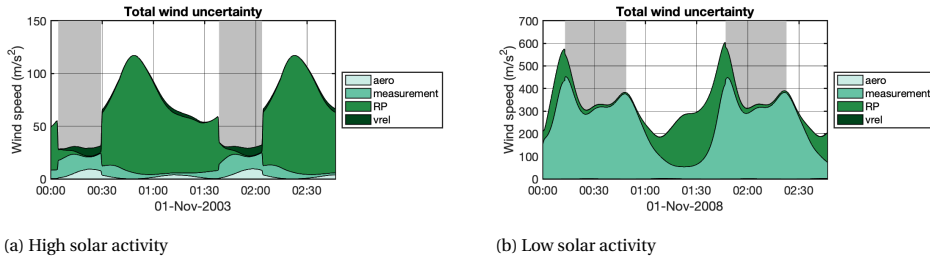 Total wind uncertainty
Wind speed (m/s²)
150
100
50
0
00:00 00:30 01:00 01:30 02:00 02:30
01-Nov-2003
aero
measurement
RP
vrel
(a) High solar activity
Total wind uncertainty
Wind speed (m/s²)
700
600
500
400
300
200
100
0
00:00 00:30 01:00 01:30 02:00 02:30
01-Nov-2008
aero
measurement
RP
vrel
(b) Low solar activity